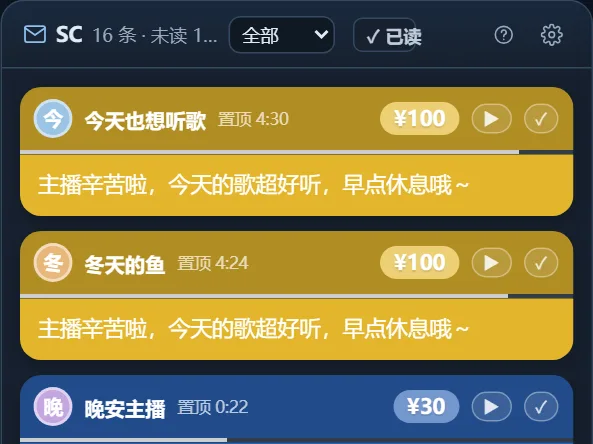 SC 16 条 · 未读 1... 全部 ✓ 已读 ?
今 今天也想听歌 置顶 4:30 ¥100 ▶ ✓
主播辛苦啦，今天的歌超好听，早点休息哦～
冬 冬天的鱼 置顶 4:24 ¥100 ▶ ✓
主播辛苦啦，今天的歌超好听，早点休息哦～
晚 晚安主播 置顶 0:22 ¥30 ▶ ✓